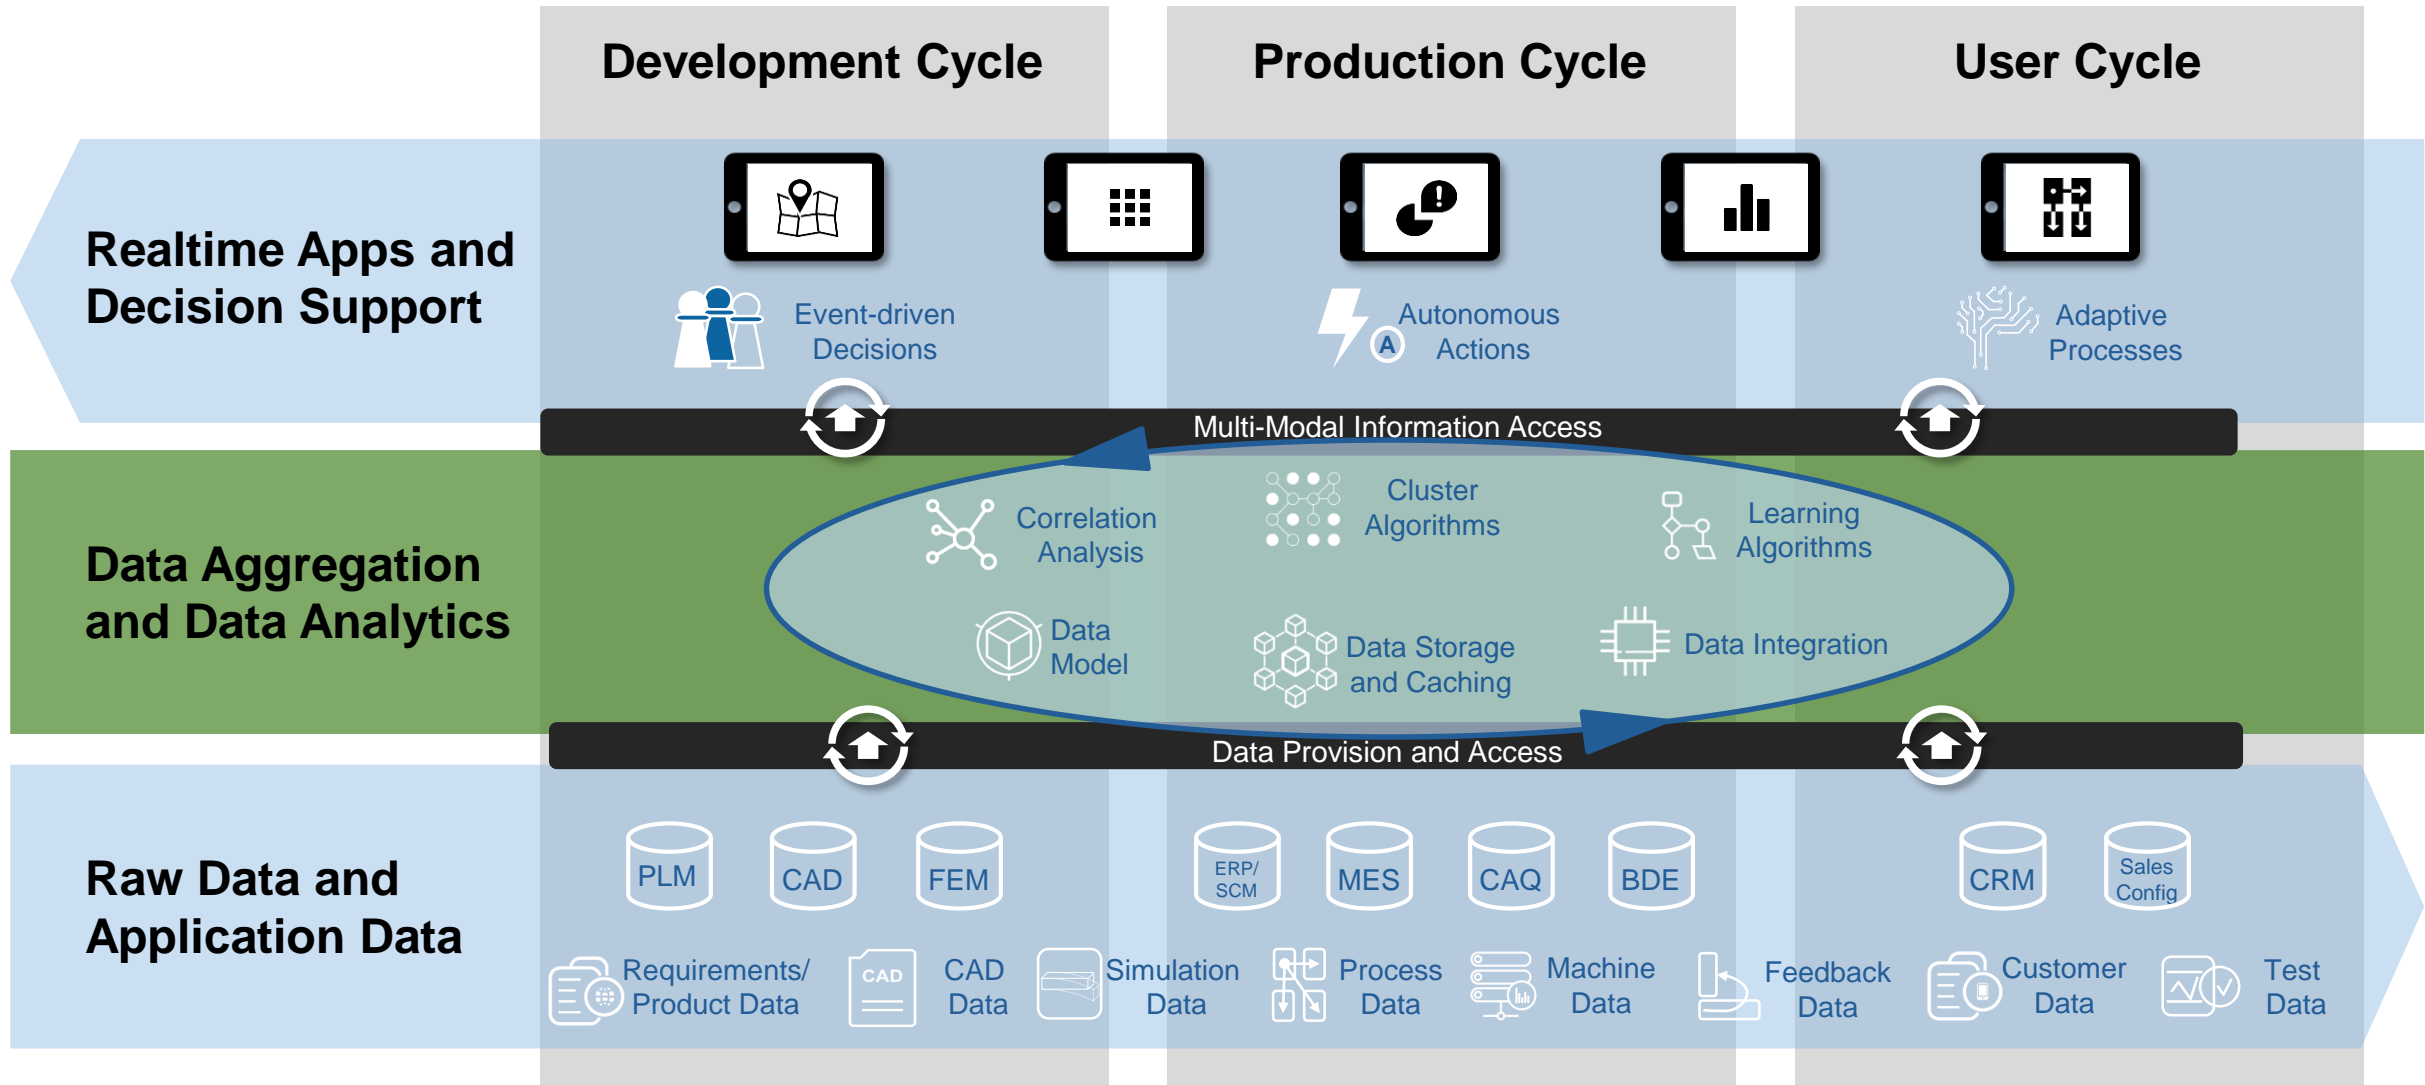 Development Cycle
Production Cycle
User Cycle
Realtime Apps and
Decision Support
Event-driven
Decisions
A
Autonomous
Actions
Adaptive
Processes
Multi-Modal Information Access
Data Aggregation
and Data Analytics
Correlation
Analysis
Cluster
Algorithms
Learning
Algorithms
Data
Model
Data Storage
and Caching
Data Integration
Data Provision and Access
Raw Data and
Application Data
PLM
CAD
FEM
ERP/
SCM
MES
CAQ
BDE
CRM
Sales
Config
Requirements/
Product Data
CAD
CAD
Data
Simulation
Data
Process
Data
Machine
Data
Feedback
Data
Customer
Data
Test
Data